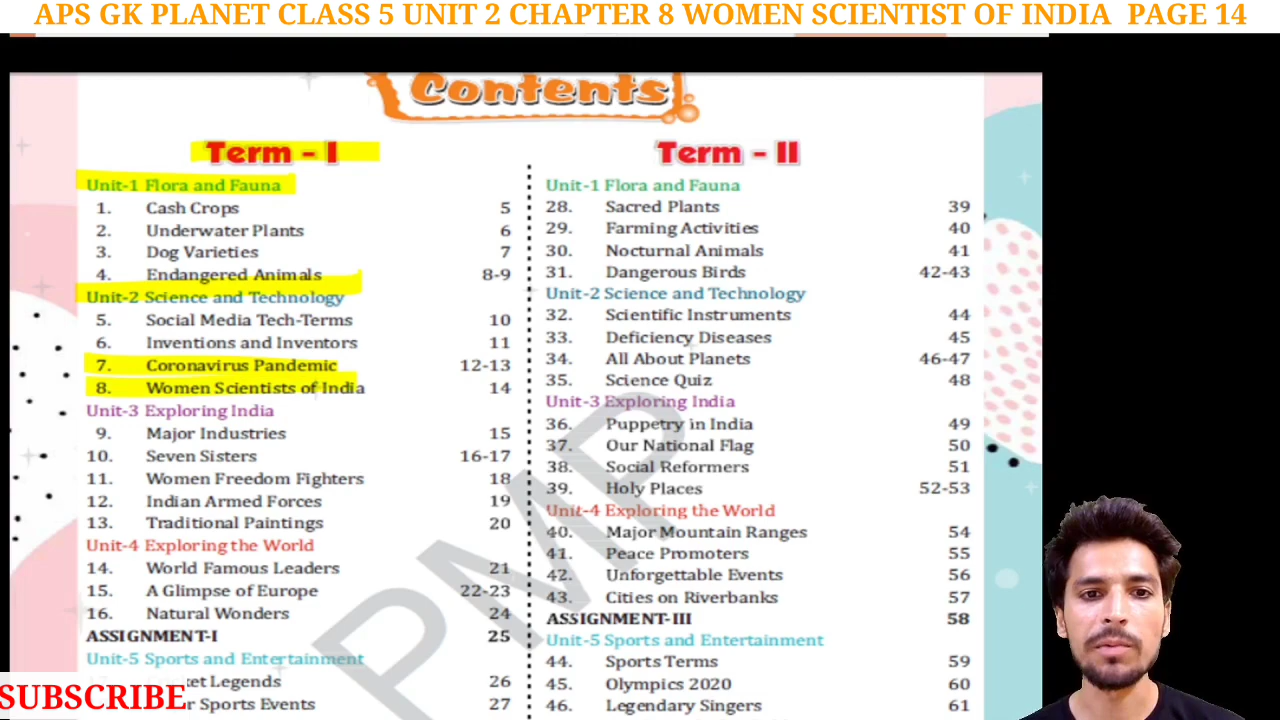 APS GK PLANET CLASS 5 UNIT 2 CHAPTER 8 WOMEN SCIENTIST OF INDIA PAGE 14
Contents
Term - I
Unit-1 Flora and Fauna
1. Cash Crops 5
2. Underwater Plants 6
3. Dog Varieties 7
4. Endangered Animals 8-9
Unit-2 Science and Technology
5. Social Media Tech-Terms 10
6. Inventions and Inventors 11
7. Coronavirus Pandemic 12-13
8. Women Scientists of India 14
Unit-3 Exploring India
9. Major Industries 15
10. Seven Sisters 16-17
11. Women Freedom Fighters 18
12. Indian Armed Forces 19
13. Traditional Paintings 20
Unit-4 Exploring the World
14. World Famous Leaders 21
15. A Glimpse of Europe 22-23
16. Natural Wonders 24
ASSIGNMENT-I 25
Unit-5 Sports and Entertainment
Legends 26
Sports Events 27
Term - II
Unit-1 Flora and Fauna
28. Sacred Plants 39
29. Farming Activities 40
30. Nocturnal Animals 41
31. Dangerous Birds 42-43
Unit-2 Science and Technology
32. Scientific Instruments 44
33. Deficiency Diseases 45
34. All About Planets 46-47
35. Science Quiz 48
Unit-3 Exploring India
36. Puppetry in India 49
37. Our National Flag 50
38. Social Reformers 51
39. Holy Places 52-53
Unit-4 Exploring the World
40. Major Mountain Ranges 54
41. Peace Promoters 55
42. Unforgettable Events 56
43. Cities on Riverbanks 57
ASSIGNMENT-III 58
Unit-5 Sports and Entertainment
44. Sports Terms 59
45. Olympics 2020 60
46. Legendary Singers 61
PMP
SUBSCRIBE